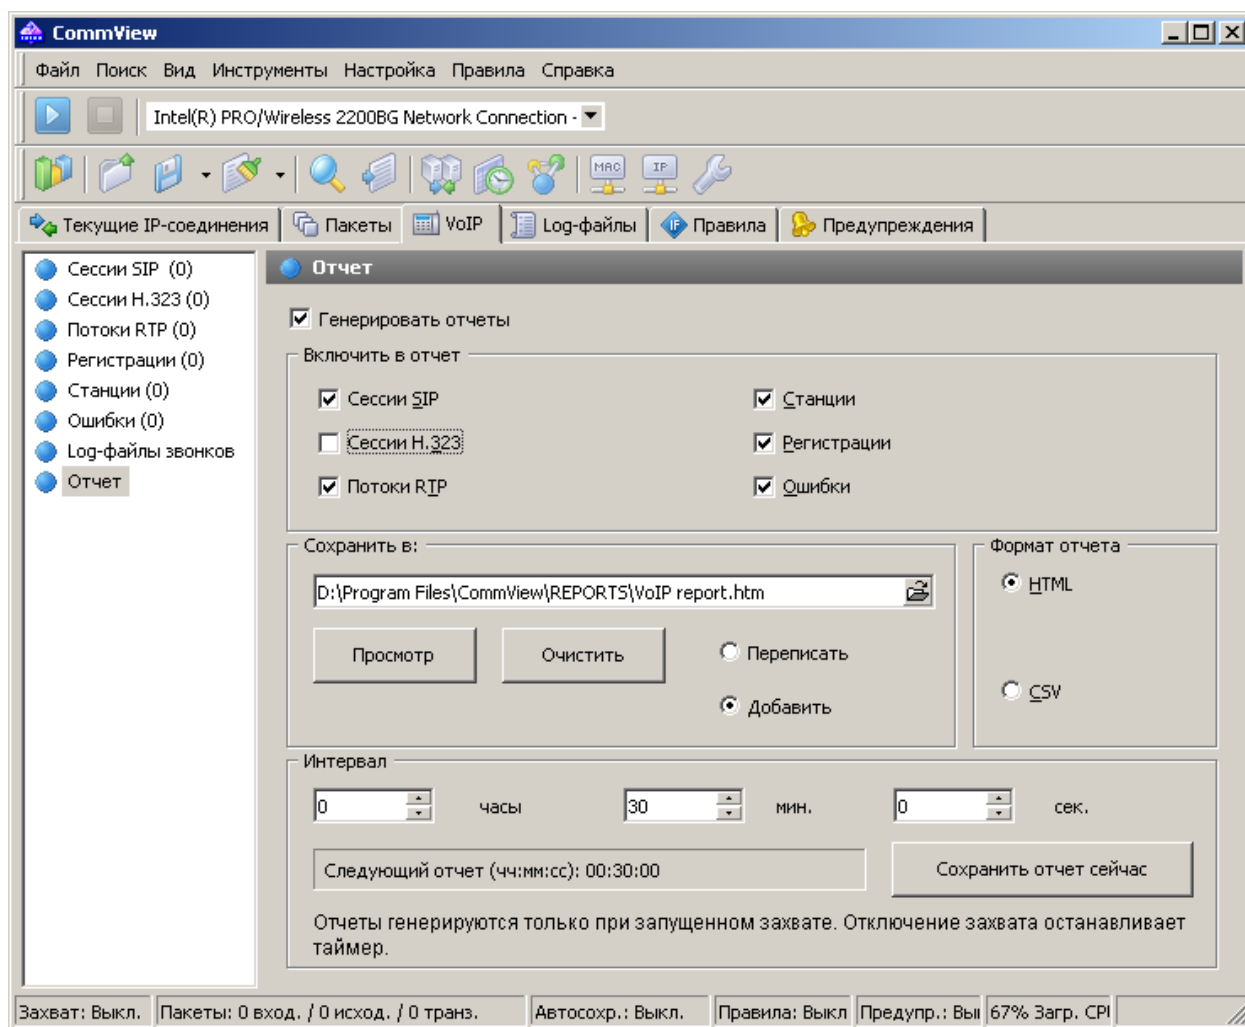 CommView
Файл Поиск Вид Инструменты Настройка Правила Справка
Intel(R) PRO/Wireless 2200BG Network Connection -
MAC IP
Текущие IP-соединения Пакеты VoIP Log-файлы IF Правила Предупреждения
Сессии SIP (0)
Сессии H.323 (0)
Потоки RTP (0)
Регистрации (0)
Станции (0)
Ошибки (0)
Log-файлы звонков
Отчет
Отчет
Генерировать отчеты
Включить в отчет
Сессии SIP Станции
Сессии H.323 Регистрации
Потоки RTP Ошибки
Сохранить в: Формат отчета
D:\Program Files\CommView\REPORTS\VoIP report.htm HTML
Просмотр Очистить Переписать
Добавить CSV
Интервал
0 часы 30 мин. 0 сек.
Следующий отчет (чч:мм:сс): 00:30:00 Сохранить отчет сейчас
Отчеты генерируются только при запущенном захвате. Отключение захвата останавливает
таймер.
Захват: Выкл. Пакеты: 0 вход. / 0 исход. / 0 транз. Автосохр.: Выкл. Правила: Выкл Предупр.: Вы 67% Загр. CP